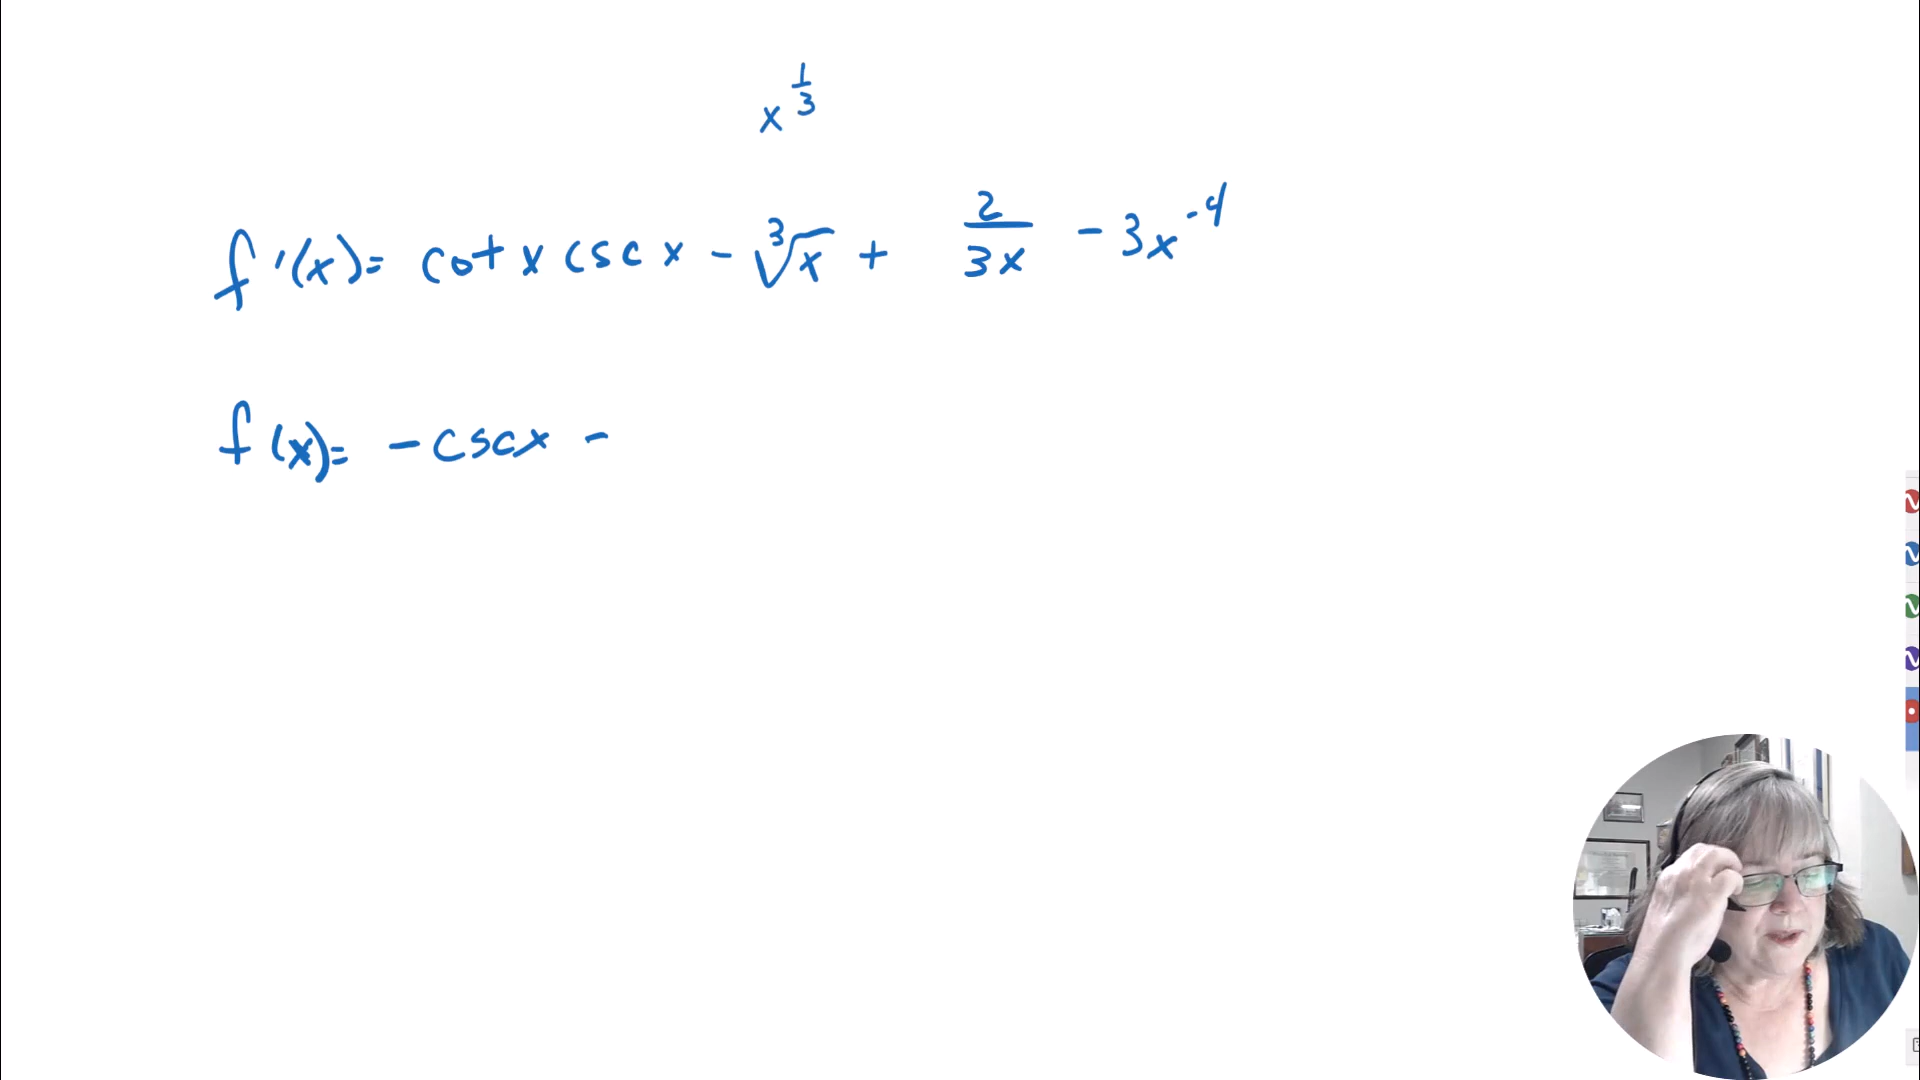 x^{1/3}
f'(x)= cot x csc x - ∛x + 2/(3x) - 3x^{-4}
f(x)= - csc x -